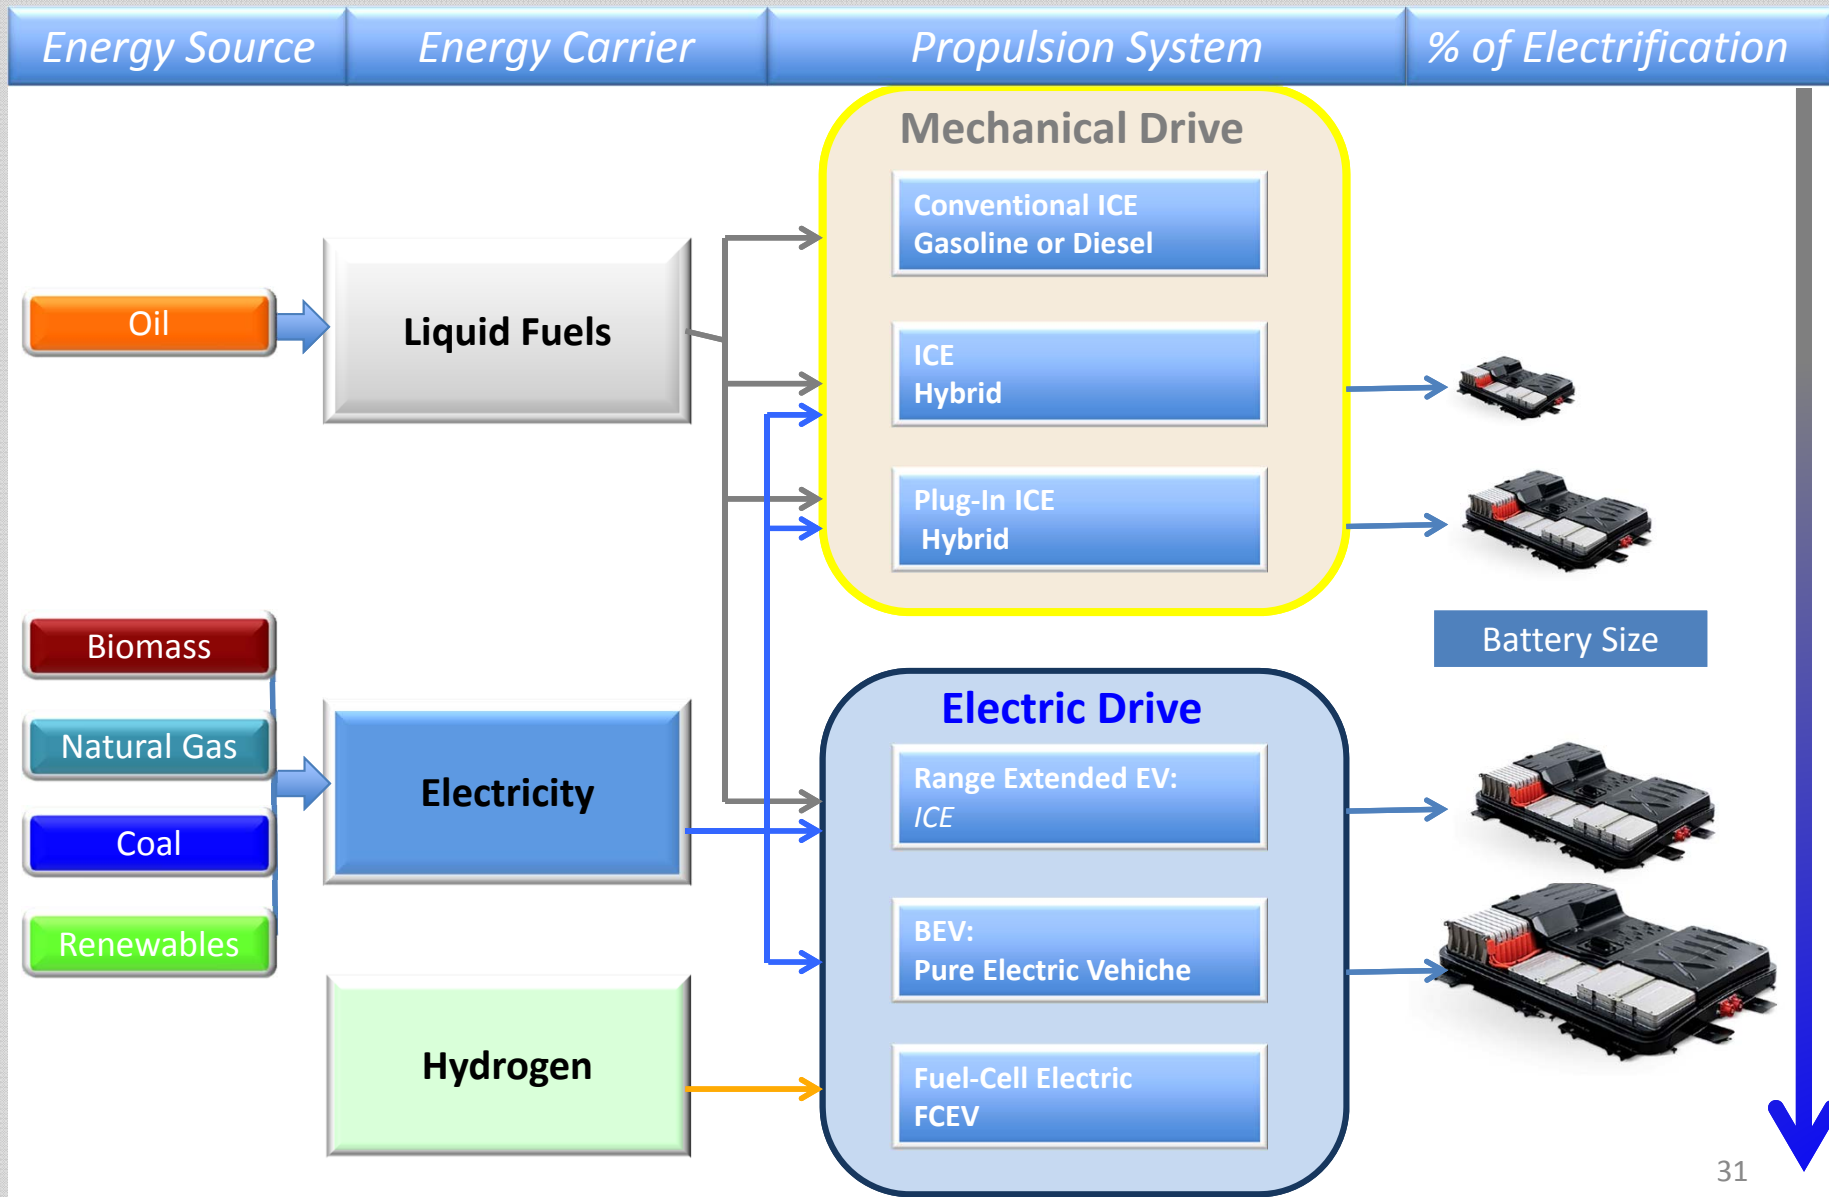 Energy Source
Energy Carrier
Propulsion System
% of Electrification
Mechanical Drive
Conventional ICE
Gasoline or Diesel
Oil
Liquid Fuels
ICE
Hybrid
Plug-In ICE
Hybrid
Biomass
Natural Gas
Coal
Renewables
Electricity
Hydrogen
Battery Size
Electric Drive
Range Extended EV:
ICE
BEV:
Pure Electric Vehiche
Fuel-Cell Electric
FCEV
31